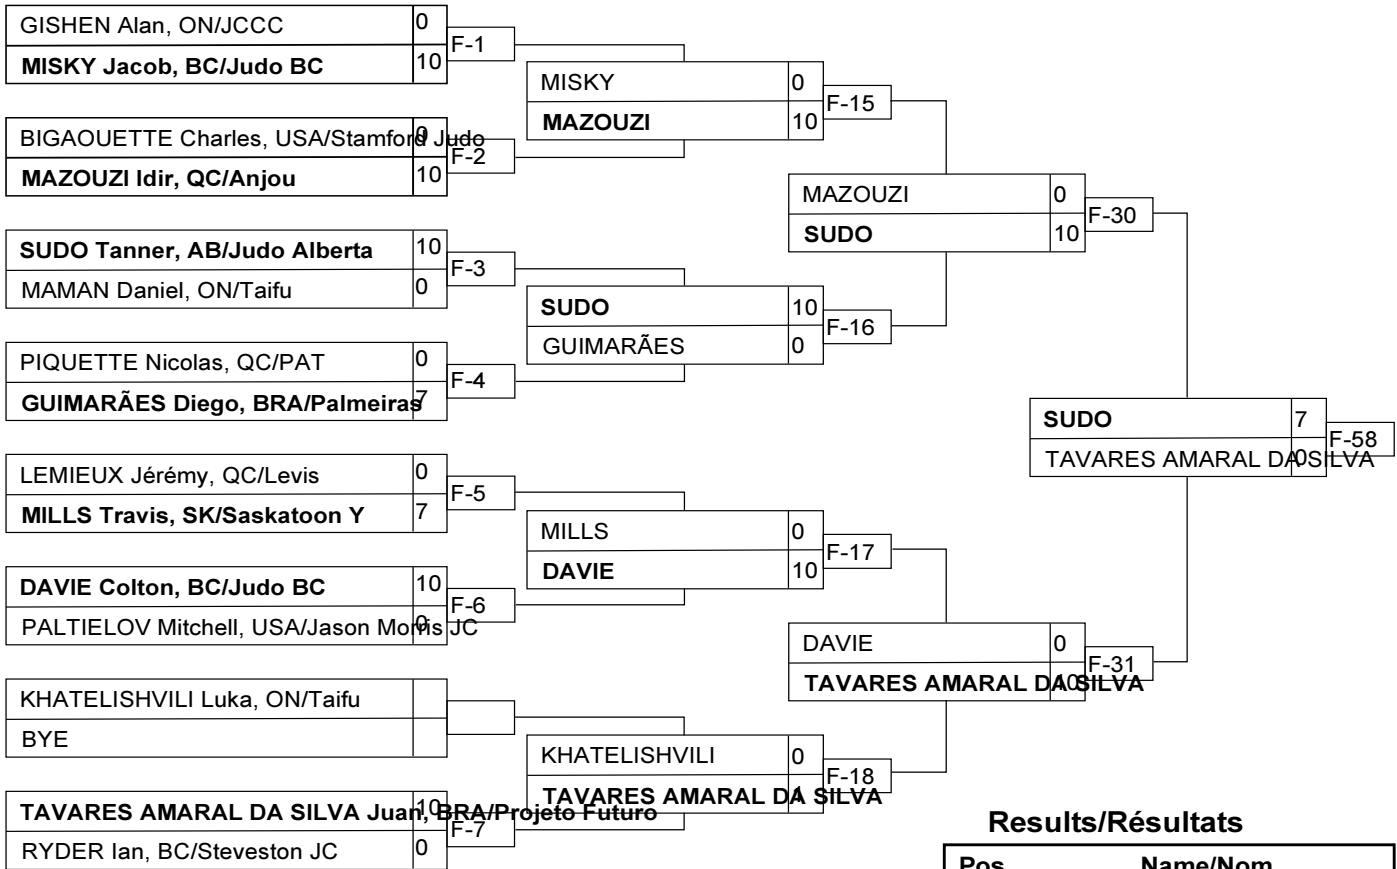 GISHEN Alan, ON/JCCC 0
F-1
MISKY Jacob, BC/Judo BC 10
BIGAOUETTE Charles, USA/Stamford Judo 0
F-2
MAZOUZI Idir, QC/Anjou 10
SUDO Tanner, AB/Judo Alberta 10
F-3
MAMAN Daniel, ON/Taifu 0
PIQUETTE Nicolas, QC/PAT 0
F-4
GUIMARÃES Diego, BRA/Palmeiras 7
LEMIEUX Jérémy, QC/Levis 0
F-5
MILLS Travis, SK/Saskatoon Y 7
DAVIE Colton, BC/Judo BC 10
F-6
PALTIELOV Mitchell, USA/Jason Morris JC 0
KHATELISHVILI Luka, ON/Taifu
BYE
TAVARES AMARAL DA SILVA Juan, BRA/Projeto Futuro 10
F-7
RYDER Ian, BC/Steveston JC 0
MISKY 0
F-15
MAZOUZI 10
SUDO 10
F-16
GUIMARÃES 0
MILLS 0
F-17
DAVIE 10
KHATELISHVILI 0
F-18
TAVARES AMARAL DA SILVA
MAZOUZI 0
F-30
SUDO 10
DAVIE 0
F-31
TAVARES AMARAL DA SILVA 10
SUDO 7
F-58
TAVARES AMARAL DA SILVA 0
Results/Résultats
Pos Name/Nom